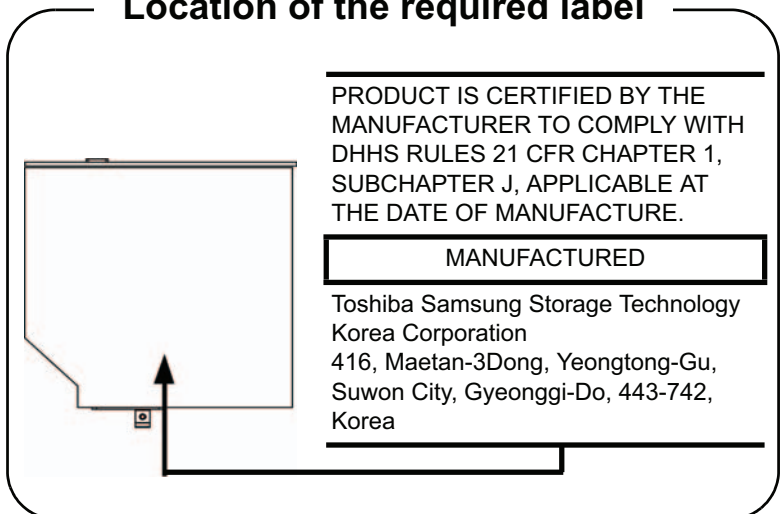 Location of the required label
PRODUCT IS CERTIFIED BY THE
MANUFACTURER TO COMPLY WITH
DHHS RULES 21 CFR CHAPTER 1,
SUBCHAPTER J, APPLICABLE AT
THE DATE OF MANUFACTURE.
MANUFACTURED
Toshiba Samsung Storage Technology
Korea Corporation
416, Maetan-3Dong, Yeongtong-Gu,
Suwon City, Gyeonggi-Do, 443-742,
Korea